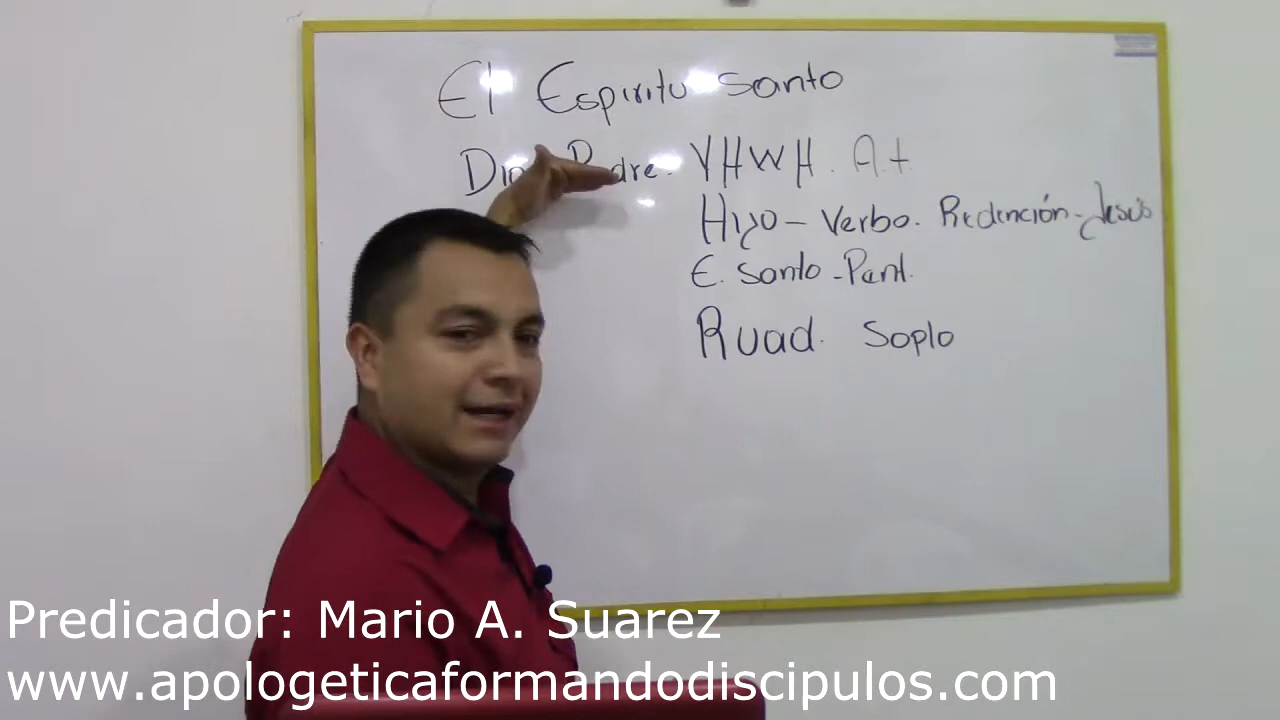 El Espiritu Santo
Padre. YHWH. A.t.
Hijo - Verbo. Redención - Jesús
E. Santo - Pent.
Ruad. Soplo
Predicador: Mario A. Suarez
www.apologeticaformandodiscipulos.com